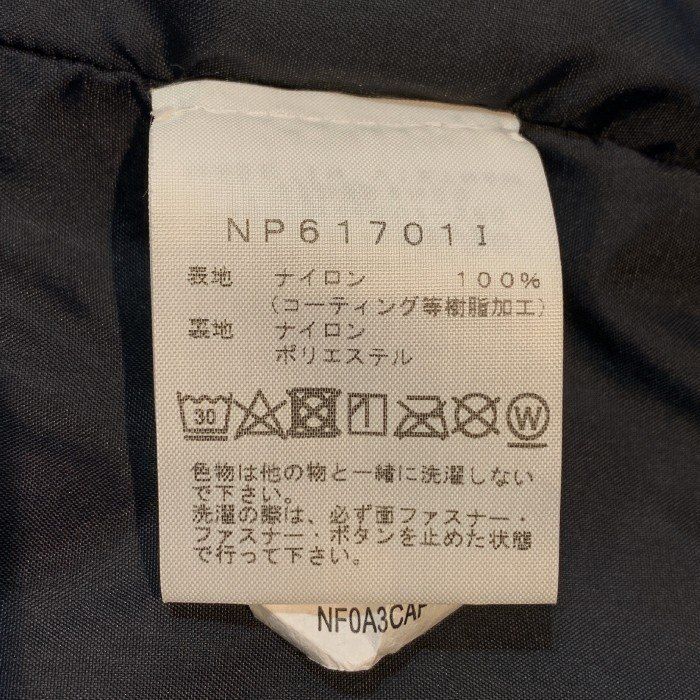 NP61701I
表地 ナイロン 100%
(コーティング等樹脂加工)
裏地 ナイロン
ポリエステル
30 W
色物は他の物と一緒に洗濯しない
で下さい。
洗濯の際は、必ず面ファスナー・
ファスナー・ボタンを止めた状態
で行って下さい。
NF0A3CAF